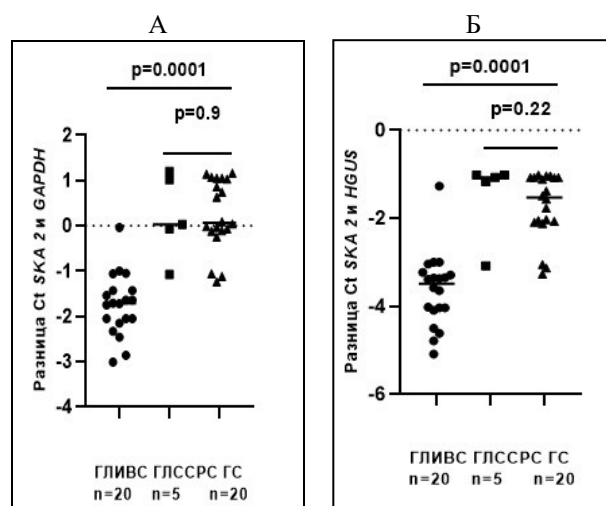 А
p=0.0001
p=0.9
Разница Ct SKA 2 и GAPDH
2
1
0
-1
-2
-3
-4
ГЛИВС ГЛССРС ГС
n=20 n=5 n=20
Б
p=0.0001
p=0.22
Разница Ct SKA 2 и HGUS
0
-2
-4
-6
ГЛИВС ГЛССРС ГС
n=20 n=5 n=20